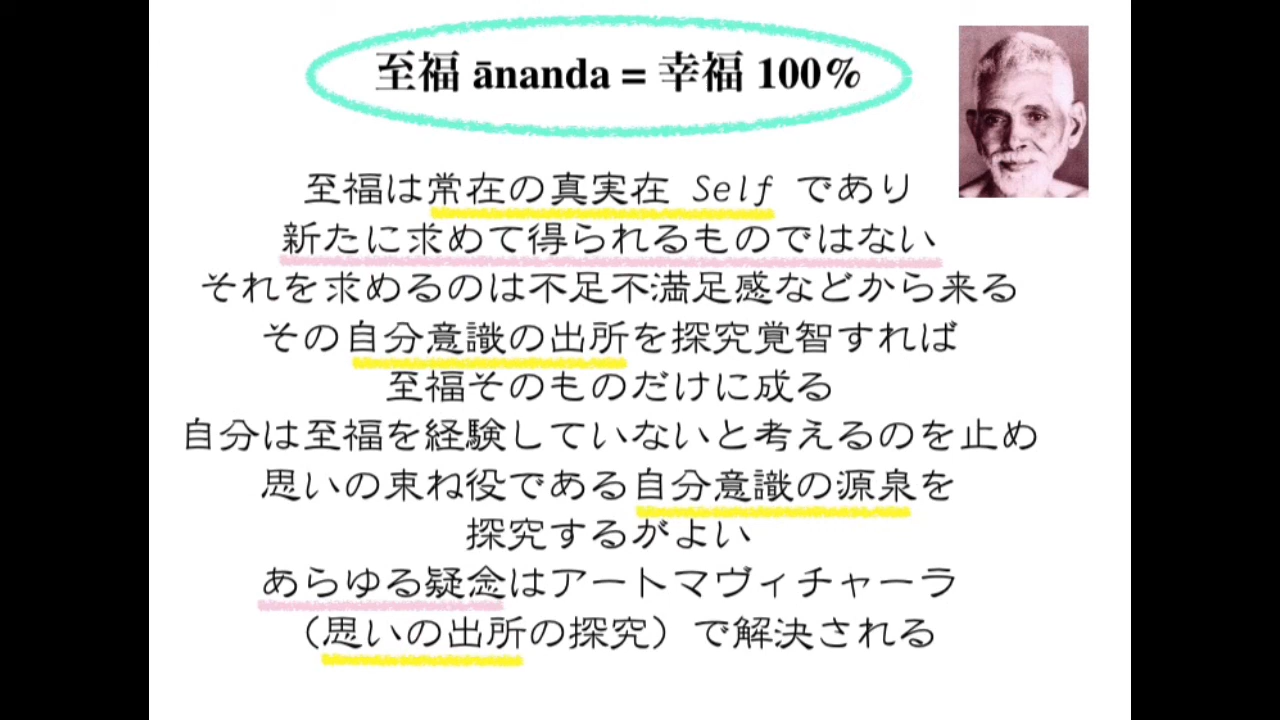 至福 ānanda = 幸福 100%
至福は常在の真実在 Self であり
新たに求めて得られるものではない
それを求めるのは不足不満足感などから来る
その自分意識の出所を探究覚智すれば
至福そのものだけに成る
自分は至福を経験していないと考えるのを止め
思いの束ね役である自分意識の源泉を
探究するがよい
あらゆる疑念はアートマヴィチャーラ
（思いの出所の探究）で解決される